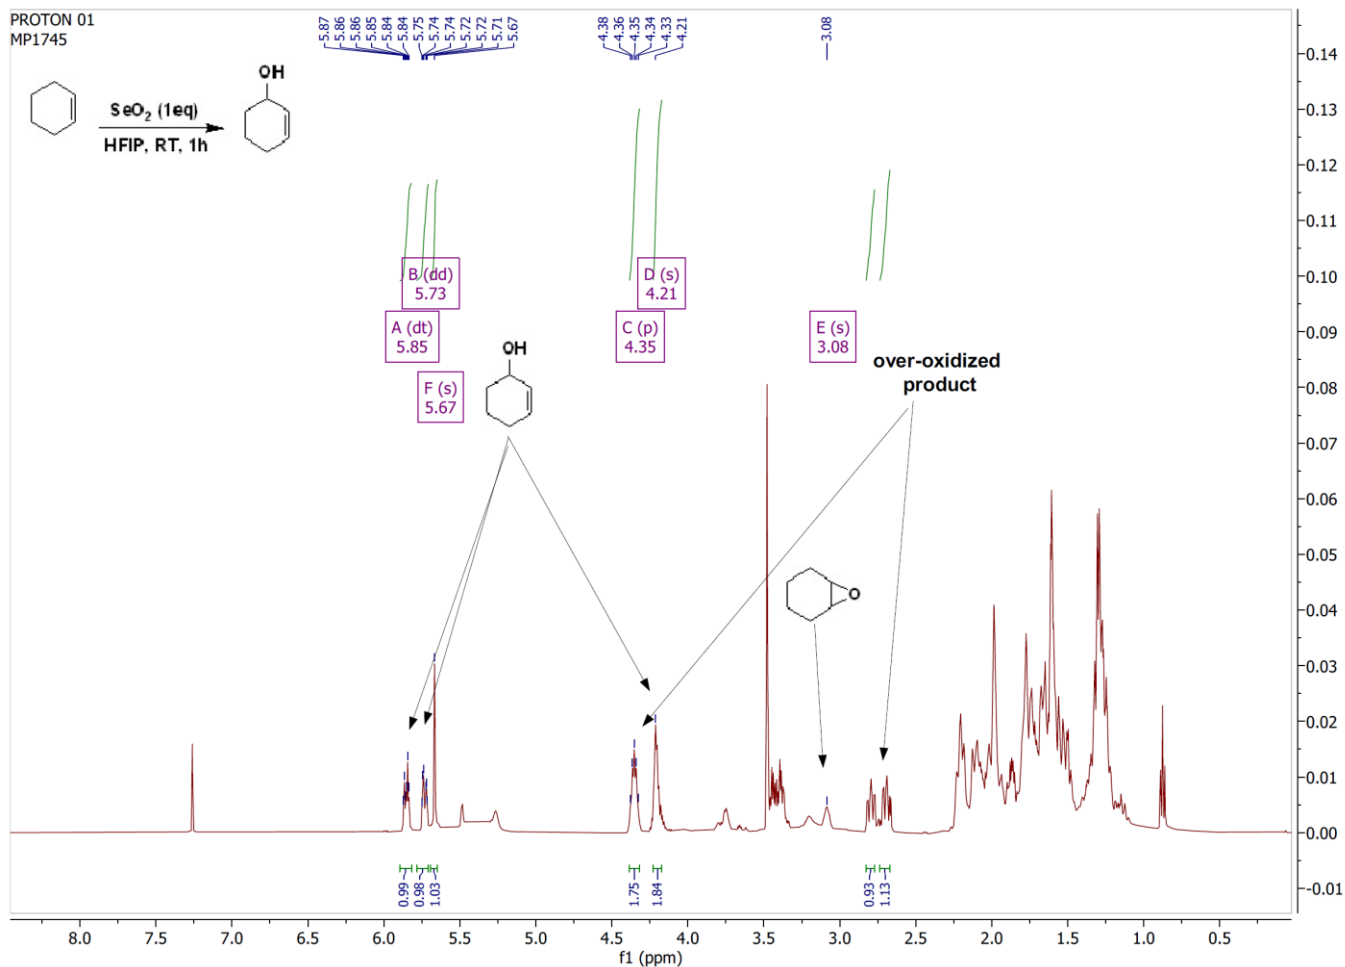 PROTON 01
MP1745
5.87
5.86
5.86
5.85
5.84
5.84
5.75
5.74
5.74
5.72
5.72
5.71
5.67
4.38
4.36
4.35
4.34
4.33
4.21
3.08
OH
SeO2 (1eq)
HFIP, RT, 1h
B (dd)
5.73
D (s)
4.21
A (dt)
5.85
C (p)
4.35
E (s)
3.08
F (s)
5.67
OH
over-oxidized
product
O
0.14
0.13
0.12
0.11
0.10
0.09
0.08
0.07
0.06
0.05
0.04
0.03
0.02
0.01
0.00
-0.01
0.99
0.98
1.03
1.75
1.84
0.93
1.13
8.0 7.5 7.0 6.5 6.0 5.5 5.0 4.5 4.0 3.5 3.0 2.5 2.0 1.5 1.0 0.5
f1 (ppm)